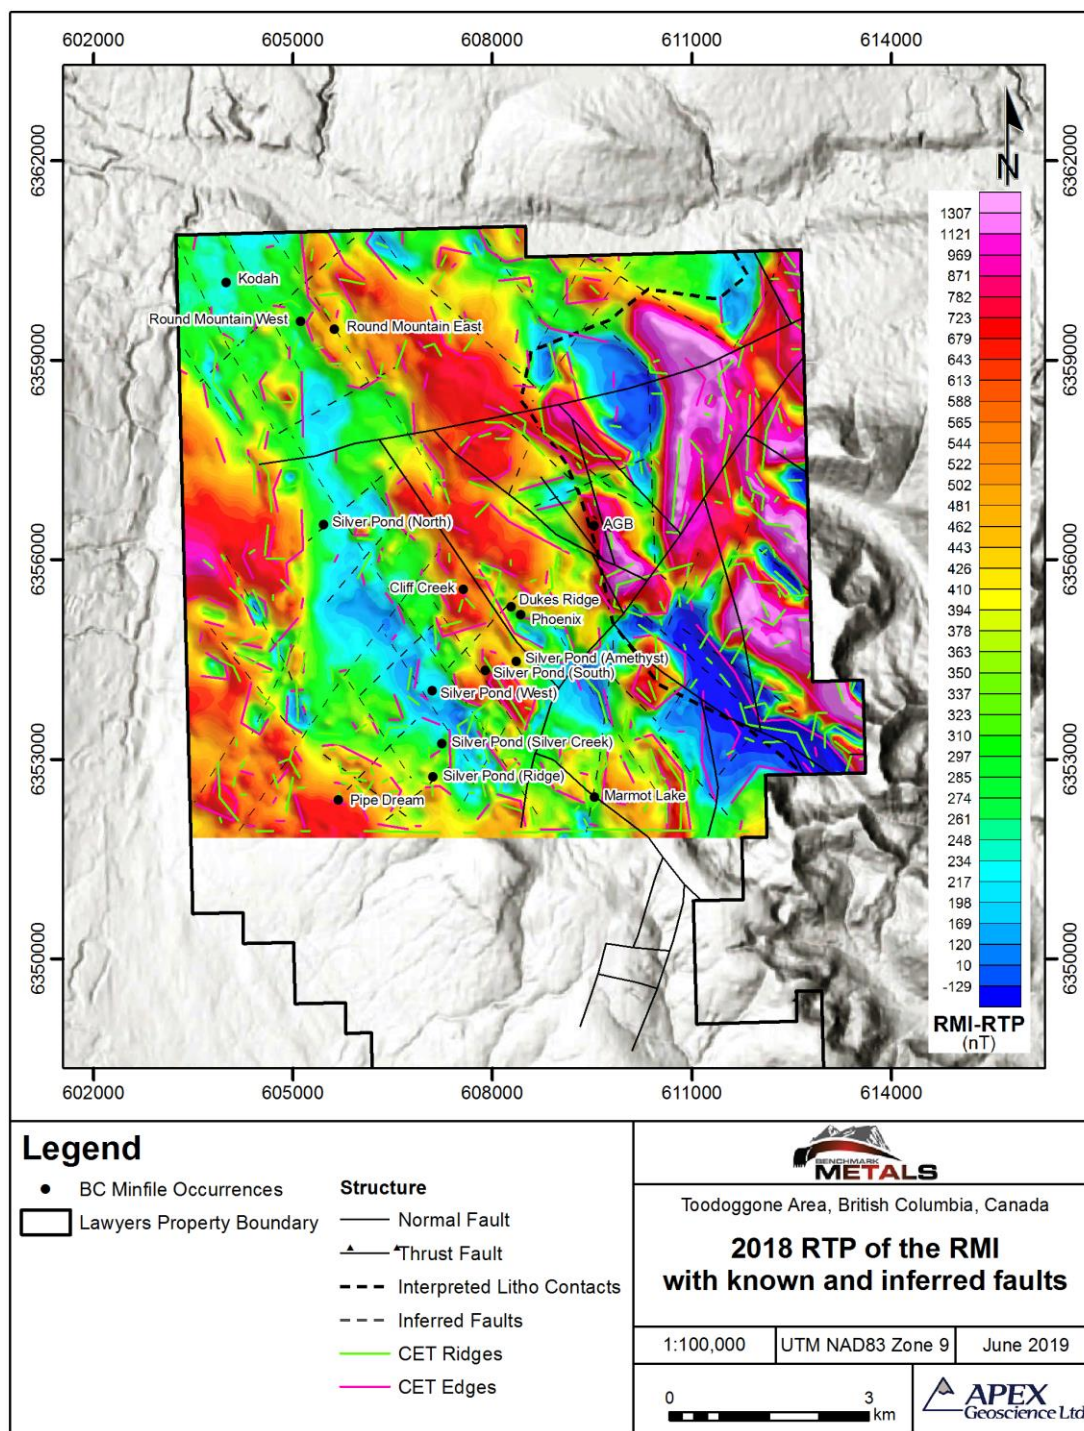 602000 605000 608000 611000 614000
6362000
6362000
N
Kodah
Round Mountain West
Round Mountain East
6359000
6359000
Silver Pond (North)
AGB
6356000
6356000
Cliff Creek
Dukes Ridge
Phoenix
Silver Pond (Amethyst)
Silver Pond (South)
Silver Pond (West)
Silver Pond (Silver Creek)
6353000
6353000
Silver Pond (Ridge)
Pipe Dream
Marmot Lake
6350000
6350000
1307
1121
969
871
782
723
679
643
613
588
565
544
522
502
481
462
443
426
410
394
378
363
350
337
323
310
297
285
274
261
248
234
217
198
169
120
10
-129
RMI-RTP
(nT)
602000 605000 608000 611000 614000
Legend
BC Minfile Occurrences
Lawyers Property Boundary
Structure
Normal Fault
Thrust Fault
Interpreted Litho Contacts
Inferred Faults
CET Ridges
CET Edges
BENCHMARK
METALS
Toodoggone Area, British Columbia, Canada
2018 RTP of the RMI
with known and inferred faults
1:100,000 UTM NAD83 Zone 9 June 2019
0 3
km
APEX
Geoscience Ltd